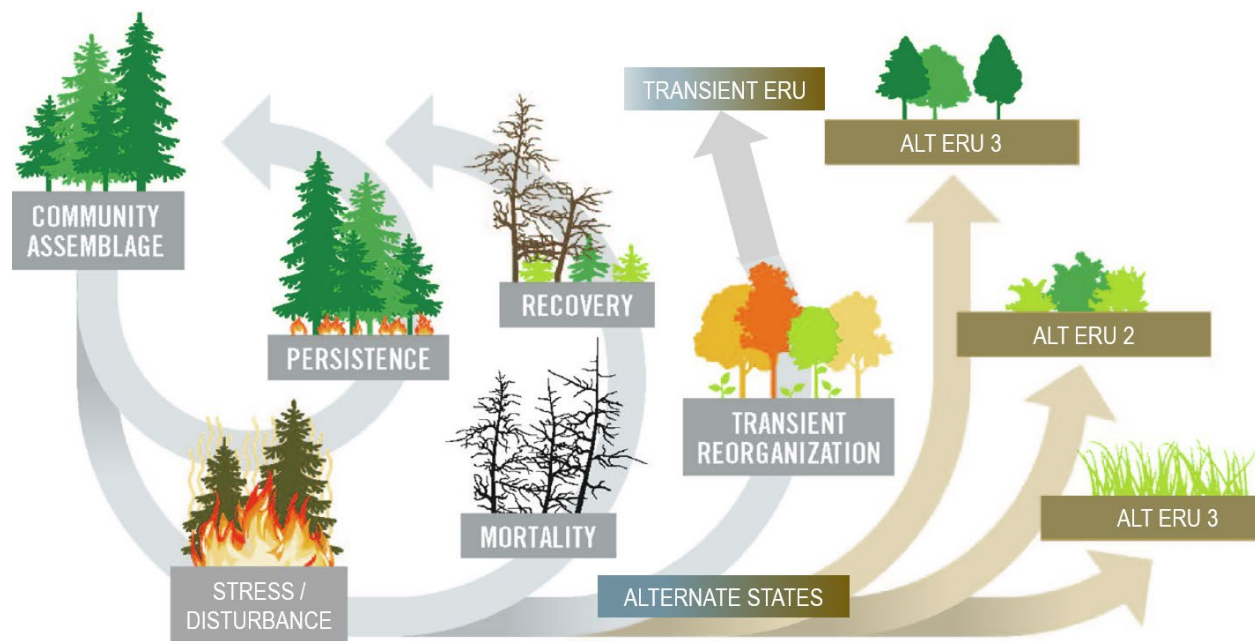 COMMUNITY
ASSEMBLAGE
PERSISTENCE
STRESS /
DISTURBANCE
RECOVERY
MORTALITY
TRANSIENT ERU
TRANSIENT
REORGANIZATION
ALTERNATE STATES
ALT ERU 3
ALT ERU 2
ALT ERU 3